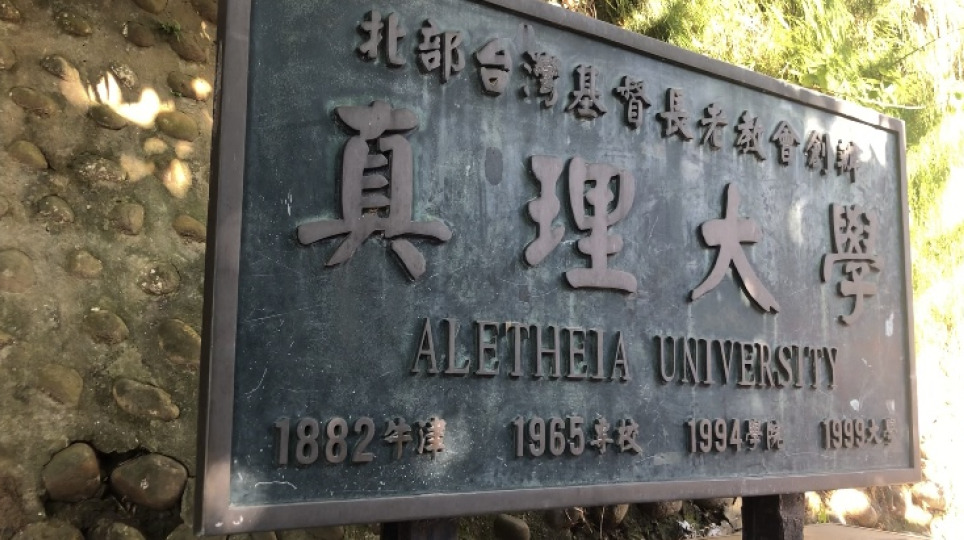 北部台灣基督長老教會創辦
真理大學
ALETHEIA UNIVERSITY
1882牛津 1965專校 1994學院 1999大學